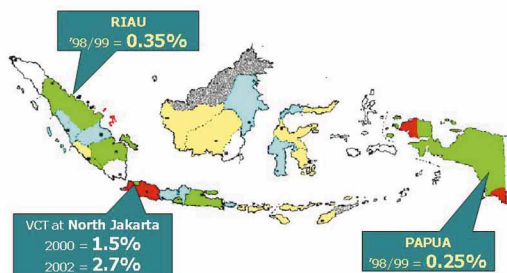 RIAU
'98/99 = 0.35%
VCT at North Jakarta
2000 = 1.5%
2002 = 2.7%
PAPUA
'98/99 = 0.25%